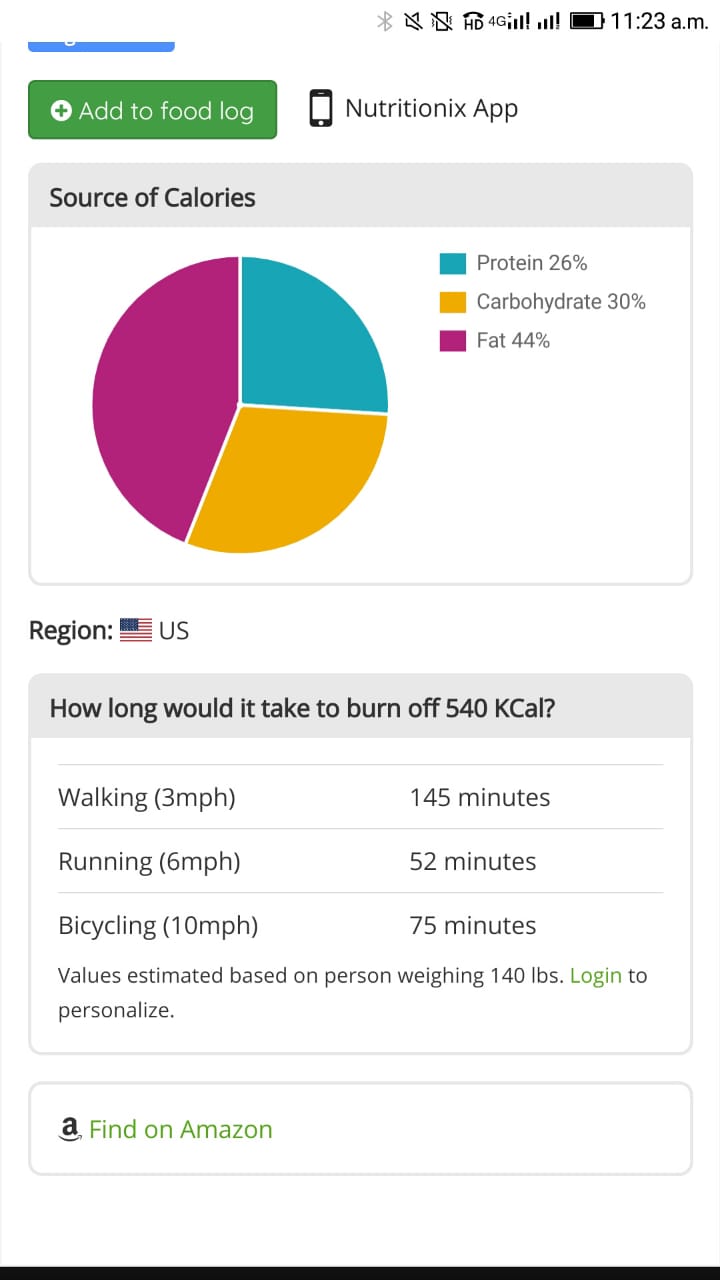 HD 4G 11:23 a.m.
Add to food log
Nutritionix App
Source of Calories
Protein 26%
Carbohydrate 30%
Fat 44%
Region: US
How long would it take to burn off 540 KCal?
Walking (3mph) 145 minutes
Running (6mph) 52 minutes
Bicycling (10mph) 75 minutes
Values estimated based on person weighing 140 lbs. Login to
personalize.
a Find on Amazon